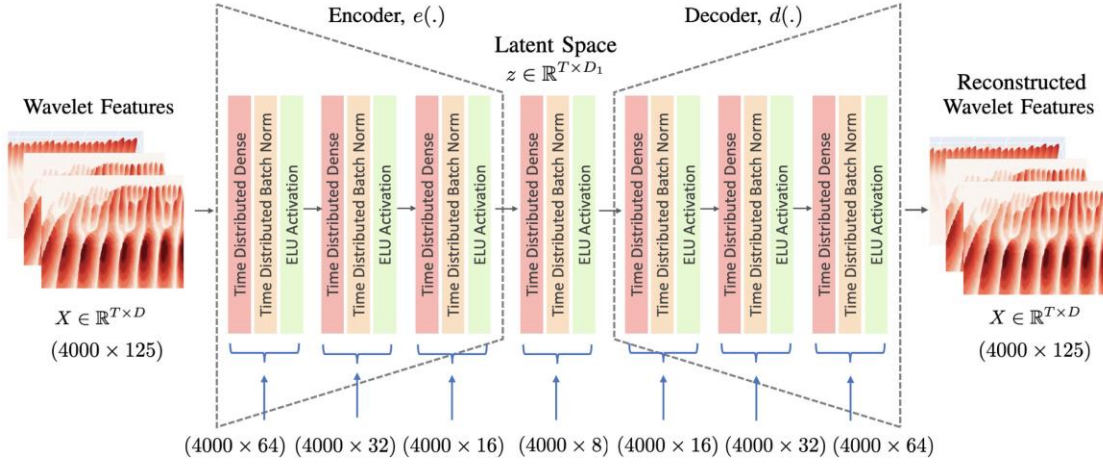 Encoder, e(.)
Decoder, d(.)
Latent Space
z ∈ ℝ^{T×D₁}
Wavelet Features
Reconstructed
Wavelet Features
Time Distributed Dense
Time Distributed Batch Norm
ELU Activation
Time Distributed Dense
Time Distributed Batch Norm
ELU Activation
Time Distributed Dense
Time Distributed Batch Norm
ELU Activation
Time Distributed Dense
Time Distributed Batch Norm
ELU Activation
Time Distributed Dense
Time Distributed Batch Norm
ELU Activation
Time Distributed Dense
Time Distributed Batch Norm
ELU Activation
Time Distributed Dense
Time Distributed Batch Norm
ELU Activation
X ∈ ℝ^{T×D}
(4000 × 125)
X ∈ ℝ^{T×D}
(4000 × 125)
(4000 × 64) (4000 × 32) (4000 × 16) (4000 × 8) (4000 × 16) (4000 × 32) (4000 × 64)